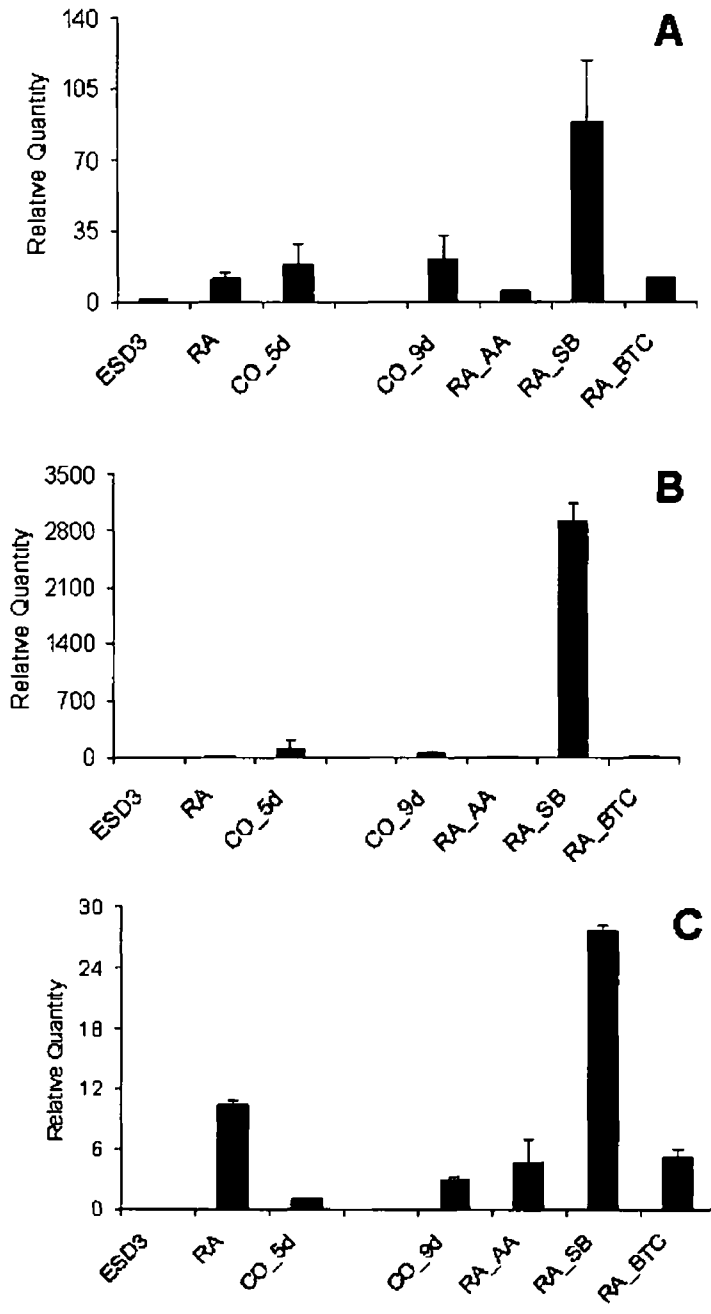 A
Relative Quantity
140
105
70
35
0
ESD3
RA
CO_5d
CO_9d
RA_AA
RA_SB
RA_BTC
B
Relative Quantity
3500
2800
2100
1400
700
0
ESD3
RA
CO_5d
CO_9d
RA_AA
RA_SB
RA_BTC
C
Relative Quantity
30
24
18
12
6
0
ESD3
RA
CO_5d
CO_9d
RA_AA
RA_SB
RA_BTC